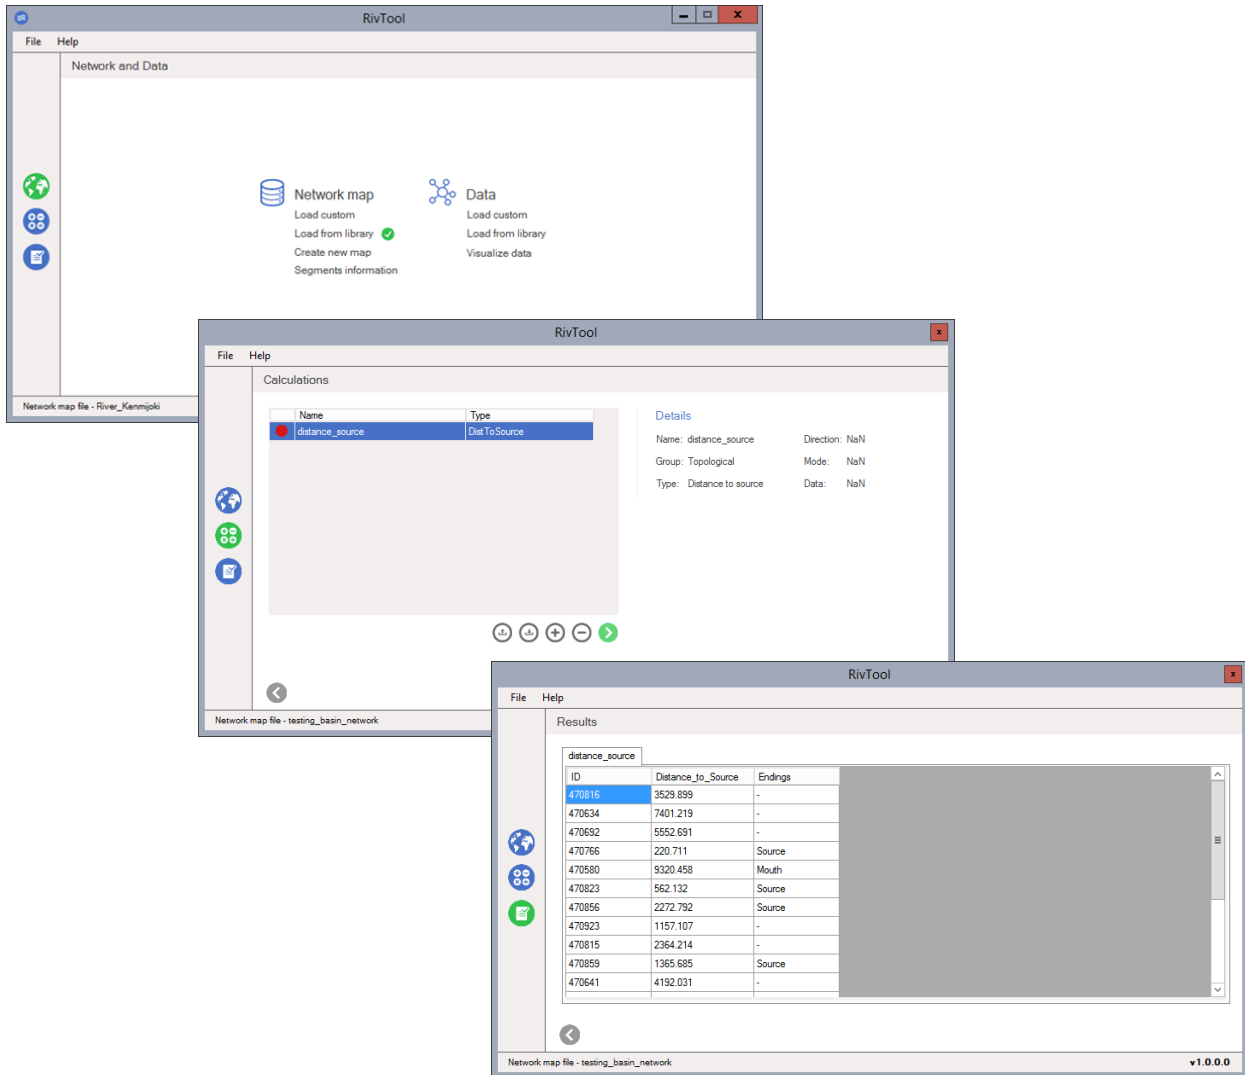 RivTool
File Help
Network and Data
Network map
Load custom
Load from library
Create new map
Segments information
Data
Load custom
Load from library
Visualize data
Network map file - River_Kenmijoki
RivTool
File Help
Calculations
Name Type
distance_source DistToSource
Details
Name: distance_source Direction: NaN
Group: Topological Mode: NaN
Type: Distance to source Data: NaN
Network map file - testing_basin_network
RivTool
File Help
Results
distance_source
ID Distance_to_Source Endings
470816 3529.899 -
470634 7401.219 -
470692 5552.691 -
470766 220.711 Source
470580 9320.458 Mouth
470823 562.132 Source
470856 2272.792 Source
470923 1157.107 -
470815 2364.214 -
470859 1365.685 Source
470641 4192.031 -
Network map file - testing_basin_network
v1.0.0.0